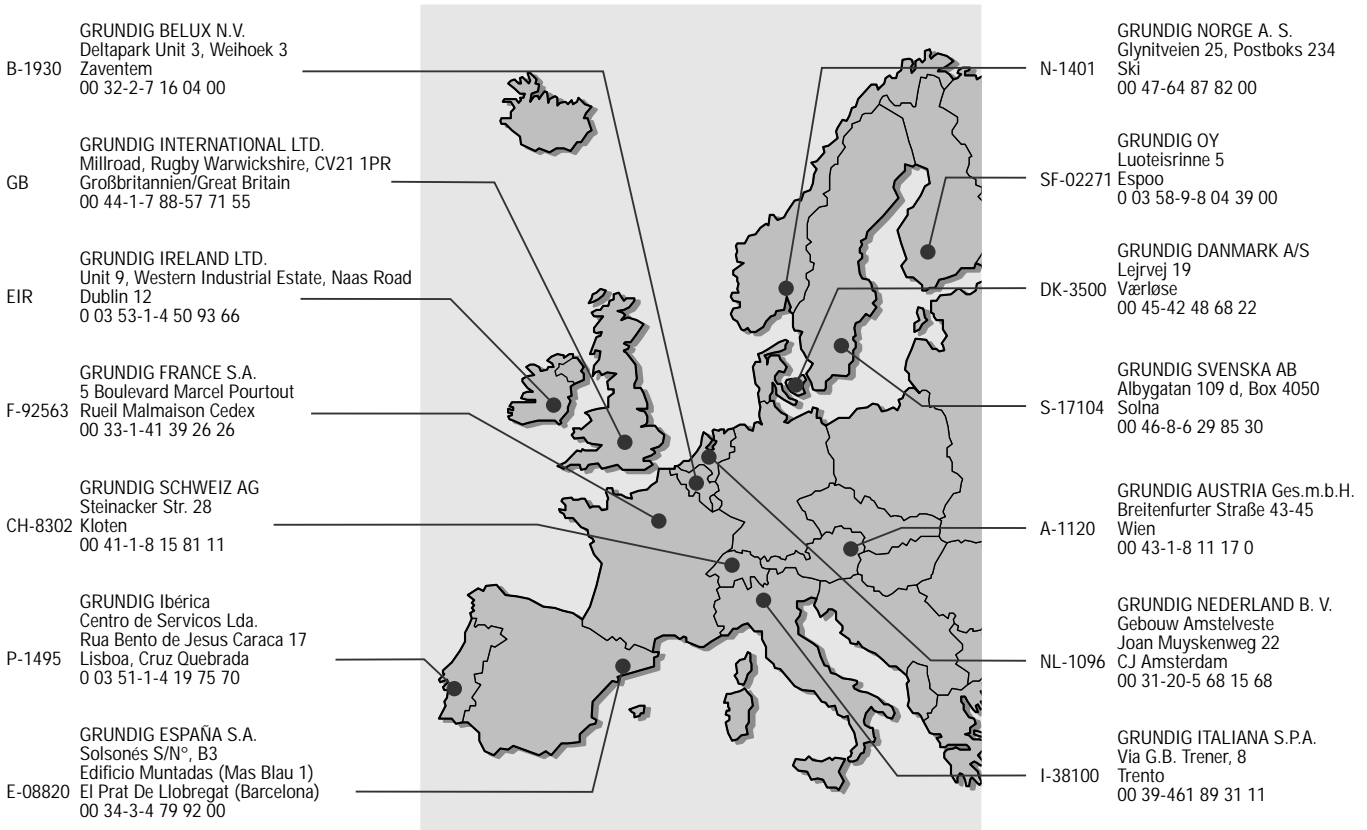 GRUNDIG BELUX N.V.
Deltapark Unit 3, Weihoek 3
B-1930 Zaventem
00 32-2-7 16 04 00
GRUNDIG INTERNATIONAL LTD.
Millroad, Rugby Warwickshire, CV21 1PR
GB Großbritannien/Great Britain
00 44-1-7 88-57 71 55
GRUNDIG IRELAND LTD.
Unit 9, Western Industrial Estate, Naas Road
EIR Dublin 12
0 03 53-1-4 50 93 66
GRUNDIG FRANCE S.A.
5 Boulevard Marcel Pourtout
F-92563 Rueil Malmaison Cedex
00 33-1-41 39 26 26
GRUNDIG SCHWEIZ AG
Steinacker Str. 28
CH-8302 Kloten
00 41-1-8 15 81 11
GRUNDIG Ibérica
Centro de Servicos Lda.
Rua Bento de Jesus Caraca 17
P-1495 Lisboa, Cruz Quebrada
0 03 51-1-4 19 75 70
GRUNDIG ESPAÑA S.A.
Solsonés S/N°, B3
Edificio Muntadas (Mas Blau 1)
E-08820 El Prat De Llobregat (Barcelona)
00 34-3-4 79 92 00
GRUNDIG NORGE A. S.
Glynitveien 25, Postboks 234
N-1401 Ski
00 47-64 87 82 00
GRUNDIG OY
Luoteisrinne 5
SF-02271 Espoo
0 03 58-9-8 04 39 00
GRUNDIG DANMARK A/S
Lejrvej 19
DK-3500 Værløse
00 45-42 48 68 22
GRUNDIG SVENSKA AB
Albygatan 109 d, Box 4050
S-17104 Solna
00 46-8-6 29 85 30
GRUNDIG AUSTRIA Ges.m.b.H.
Breitenfurter Straße 43-45
A-1120 Wien
00 43-1-8 11 17 0
GRUNDIG NEDERLAND B. V.
Gebouw Amstelveste
Joan Muyskenweg 22
NL-1096 CJ Amsterdam
00 31-20-5 68 15 68
GRUNDIG ITALIANA S.P.A.
Via G.B. Trener, 8
I-38100 Trento
00 39-461 89 31 11